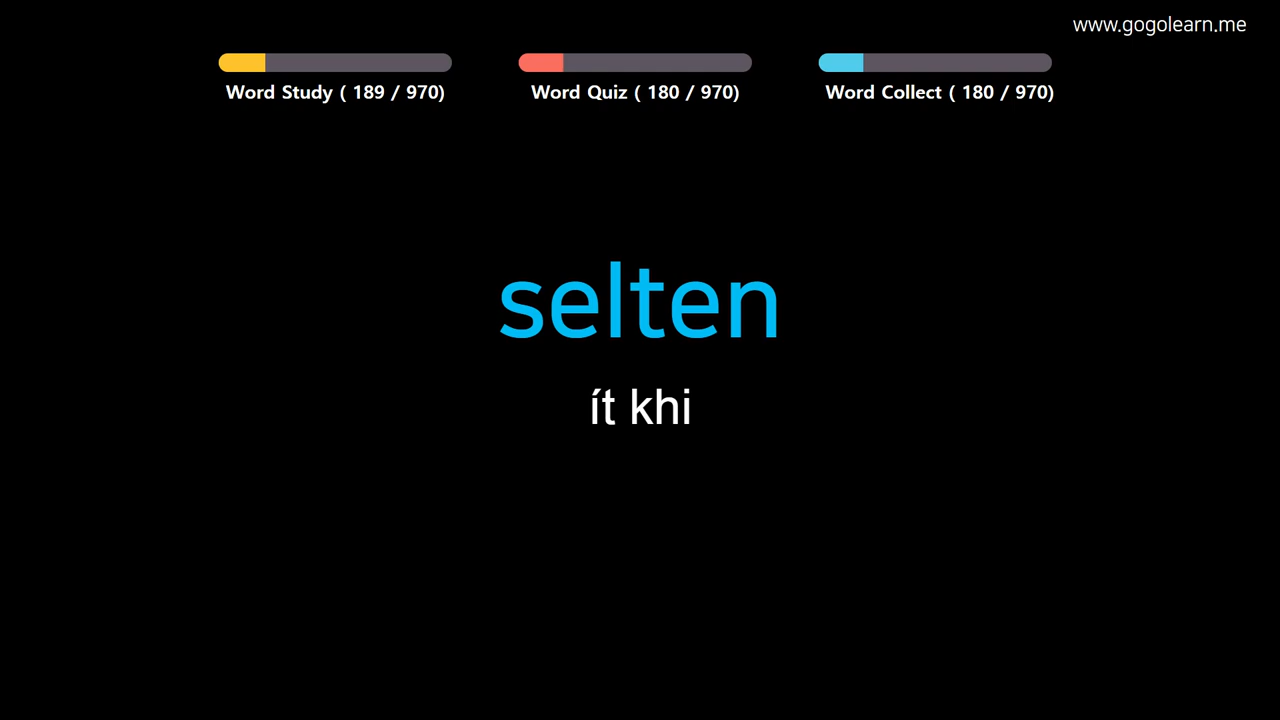 www.gogolearn.me
Word Study ( 189 / 970)
Word Quiz ( 180 / 970)
Word Collect ( 180 / 970)
selten
ít khi